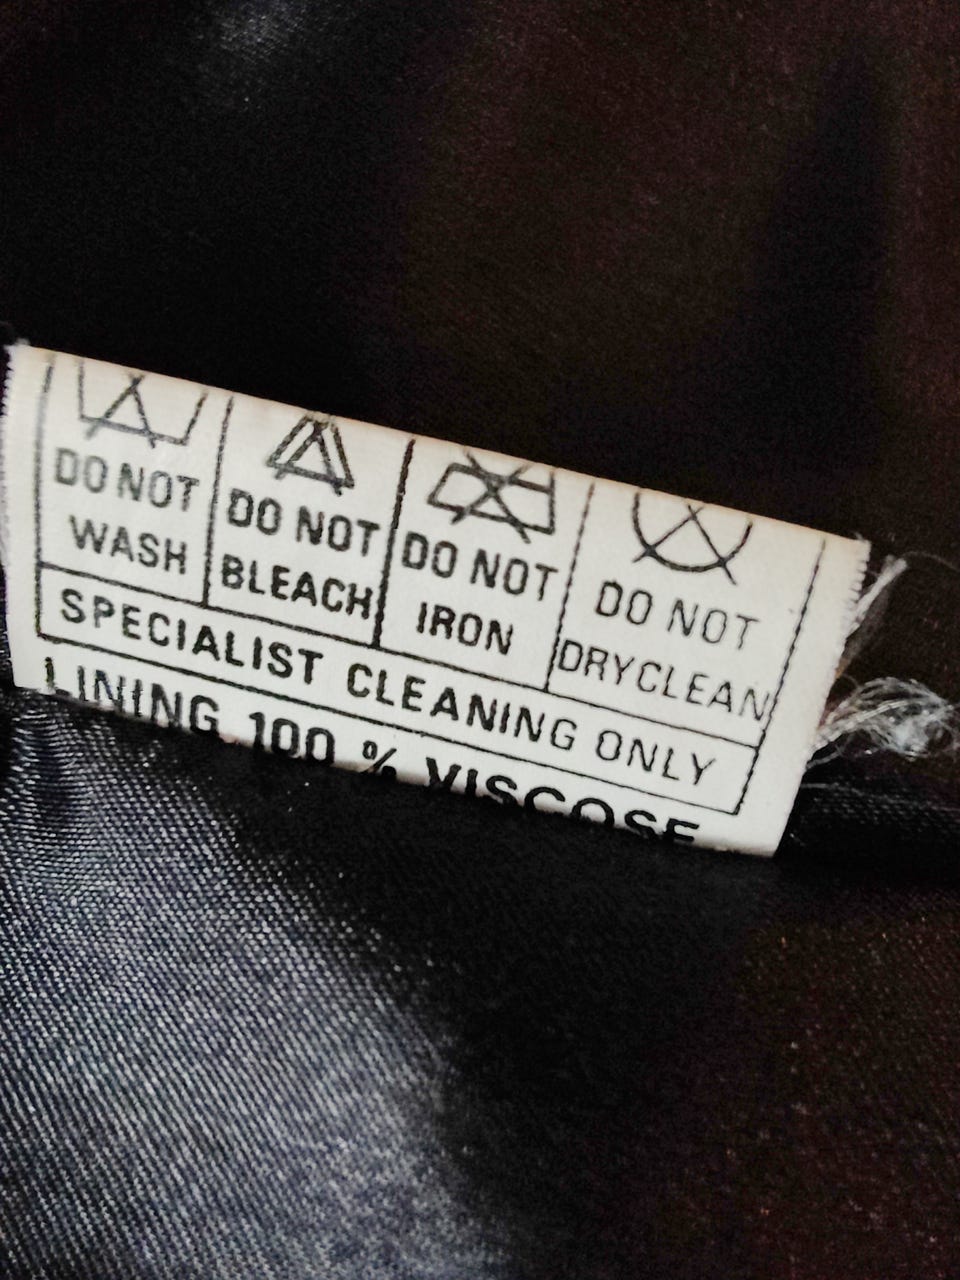 DO NOT WASH
DO NOT BLEACH
DO NOT IRON
DO NOT DRYCLEAN
SPECIALIST CLEANING ONLY
LINING 100 % VISCOSE